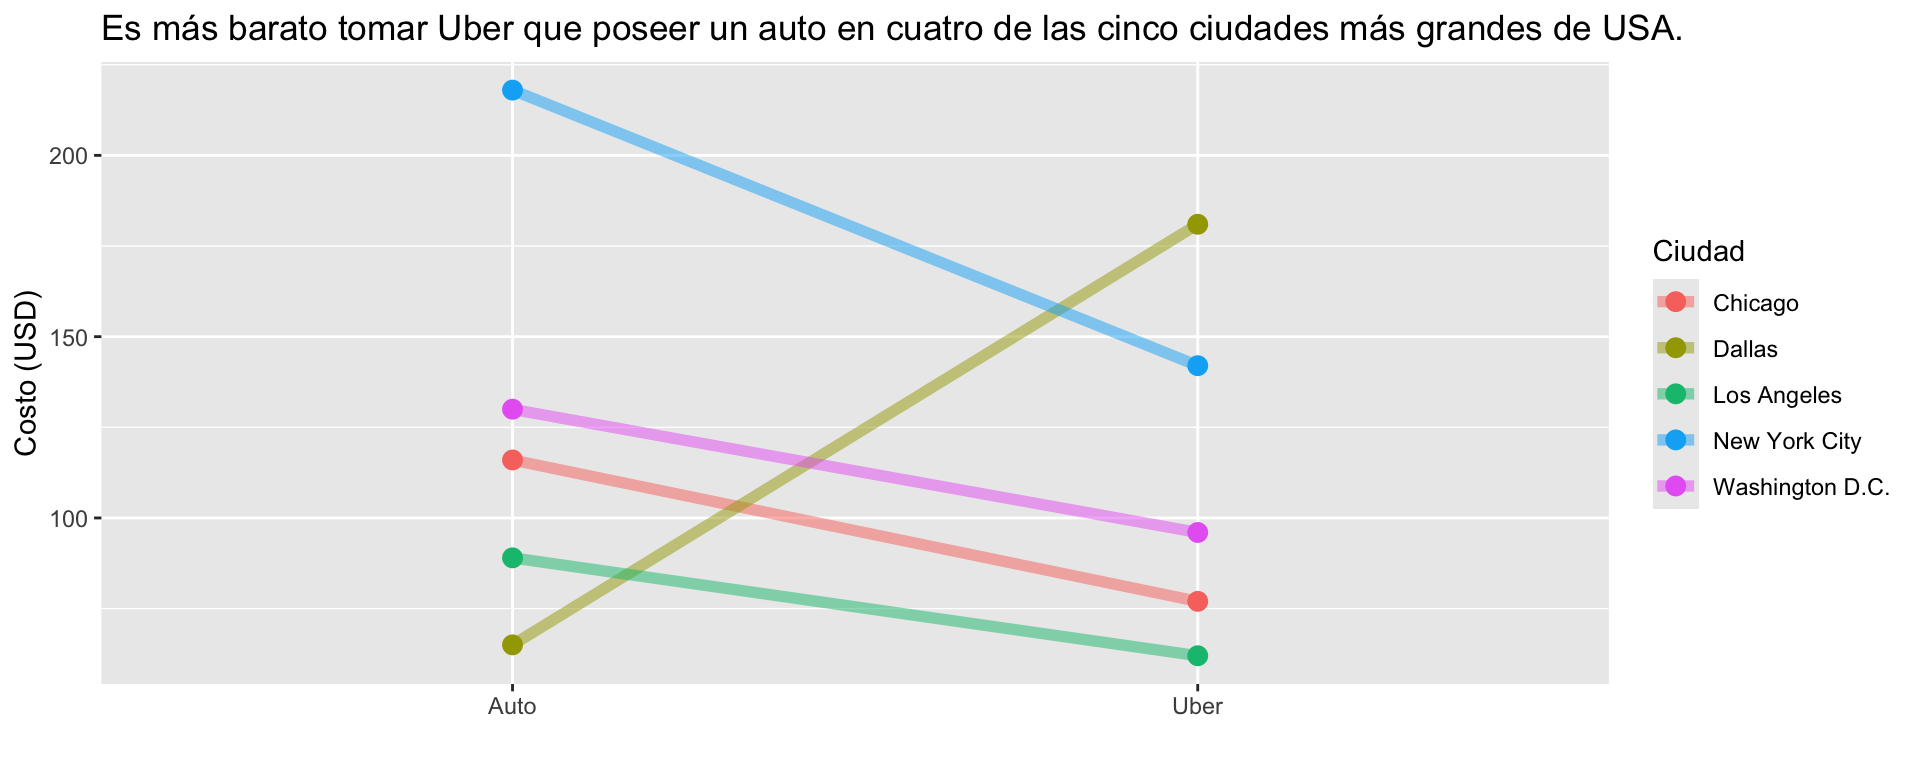 Es más barato tomar Uber que poseer un auto en cuatro de las cinco ciudades más grandes de USA.
Costo (USD)
200
150
100
Auto
Uber
Ciudad
Chicago
Dallas
Los Angeles
New York City
Washington D.C.